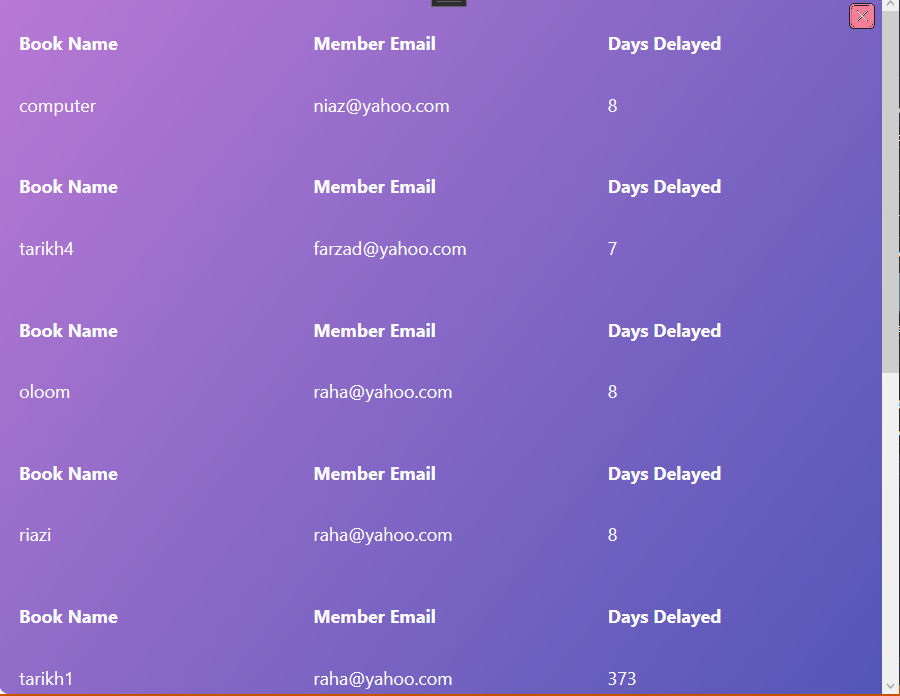 Book Name Member Email Days Delayed
computer niaz@yahoo.com 8
Book Name Member Email Days Delayed
tarikh4 farzad@yahoo.com 7
Book Name Member Email Days Delayed
oloom raha@yahoo.com 8
Book Name Member Email Days Delayed
riazi raha@yahoo.com 8
Book Name Member Email Days Delayed
tarikh1 raha@yahoo.com 373